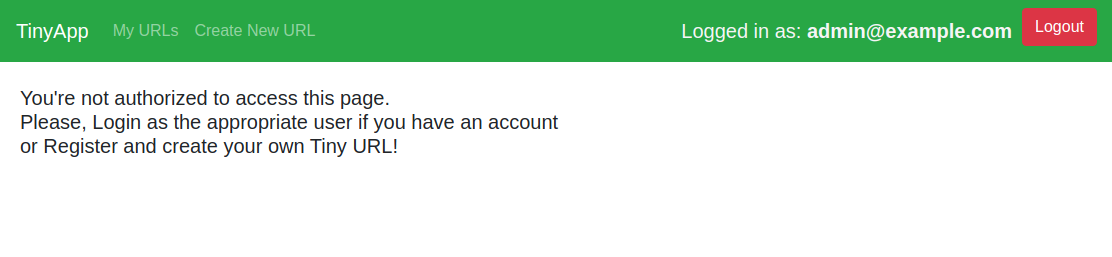 TinyApp My URLs Create New URL Logged in as: admin@example.com Logout
You're not authorized to access this page.
Please, Login as the appropriate user if you have an account
or Register and create your own Tiny URL!